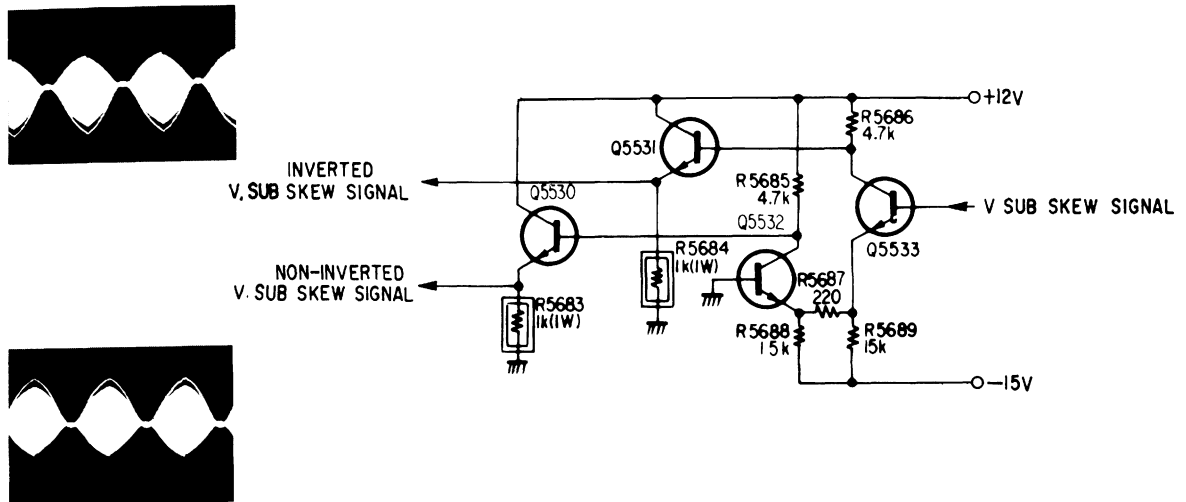 +12V
R5686
4.7k
Q5531
INVERTED
V. SUB SKEW SIGNAL
R5685
4.7k
Q5530
Q5532
V SUB SKEW SIGNAL
Q5533
R5684
1k(1W)
NON-INVERTED
V. SUB SKEW SIGNAL
R5687
220
R5683
1k(1W)
R5688
15k
R5689
15k
-15V